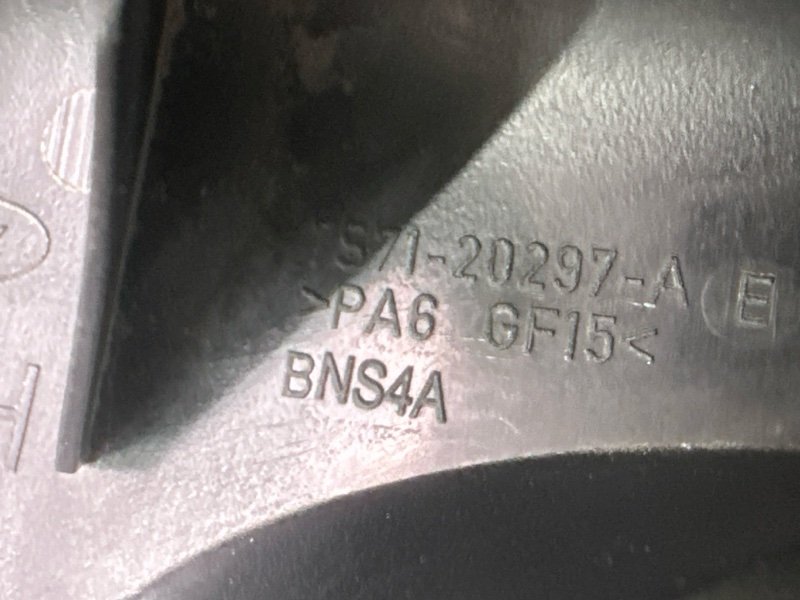 S71-20297-A E
>PA6 GF15<
BNS4A
H